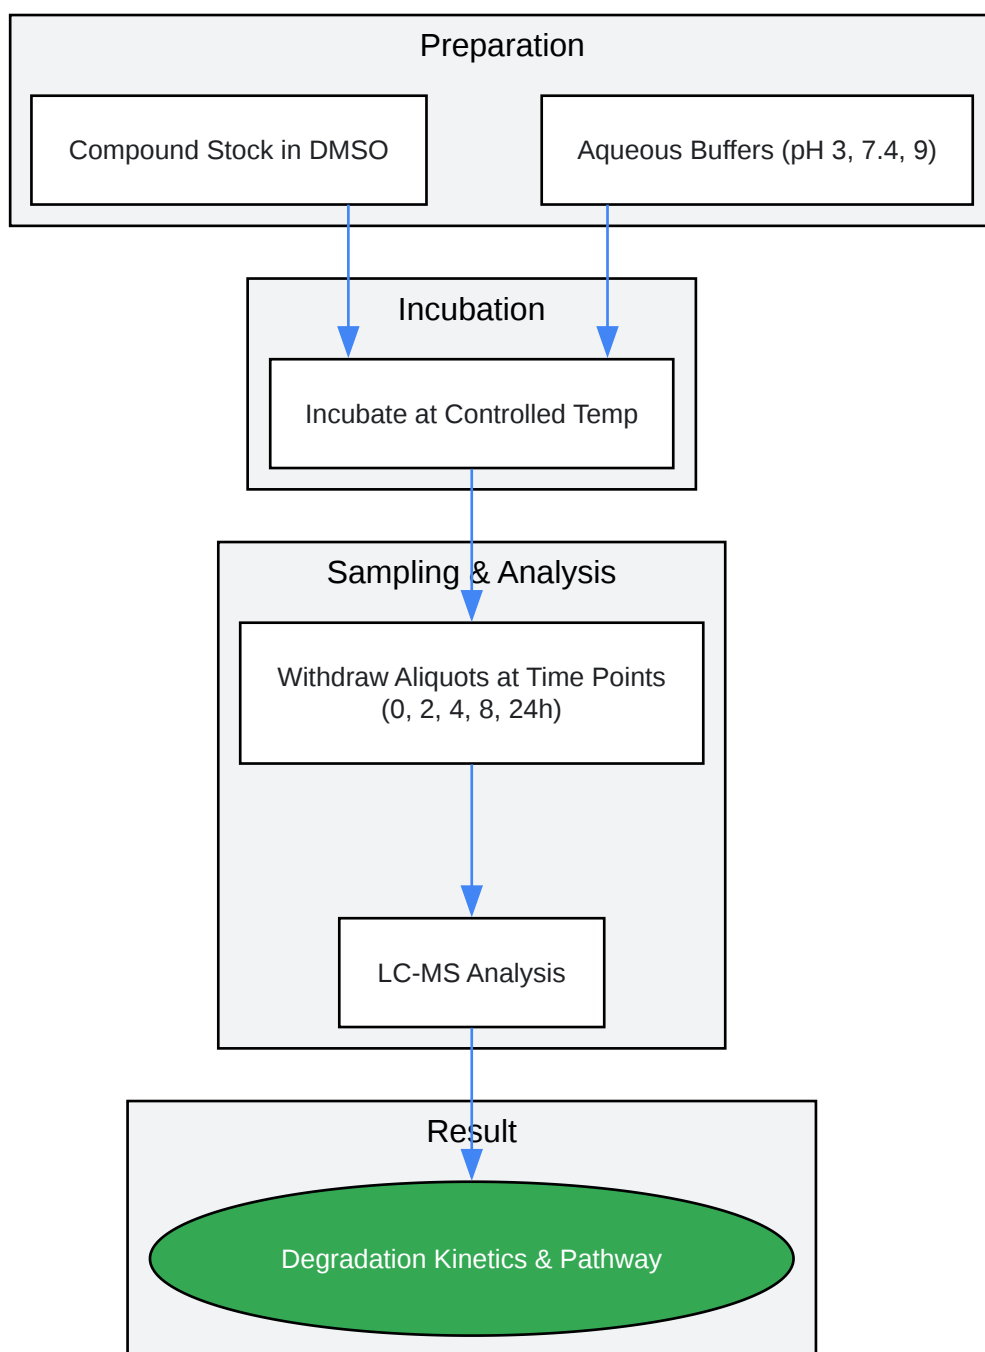 Preparation
Compound Stock in DMSO
Aqueous Buffers (pH 3, 7.4, 9)
Incubation
Incubate at Controlled Temp
Sampling & Analysis
Withdraw Aliquots at Time Points
(0, 2, 4, 8, 24h)
LC-MS Analysis
Result
Degradation Kinetics & Pathway